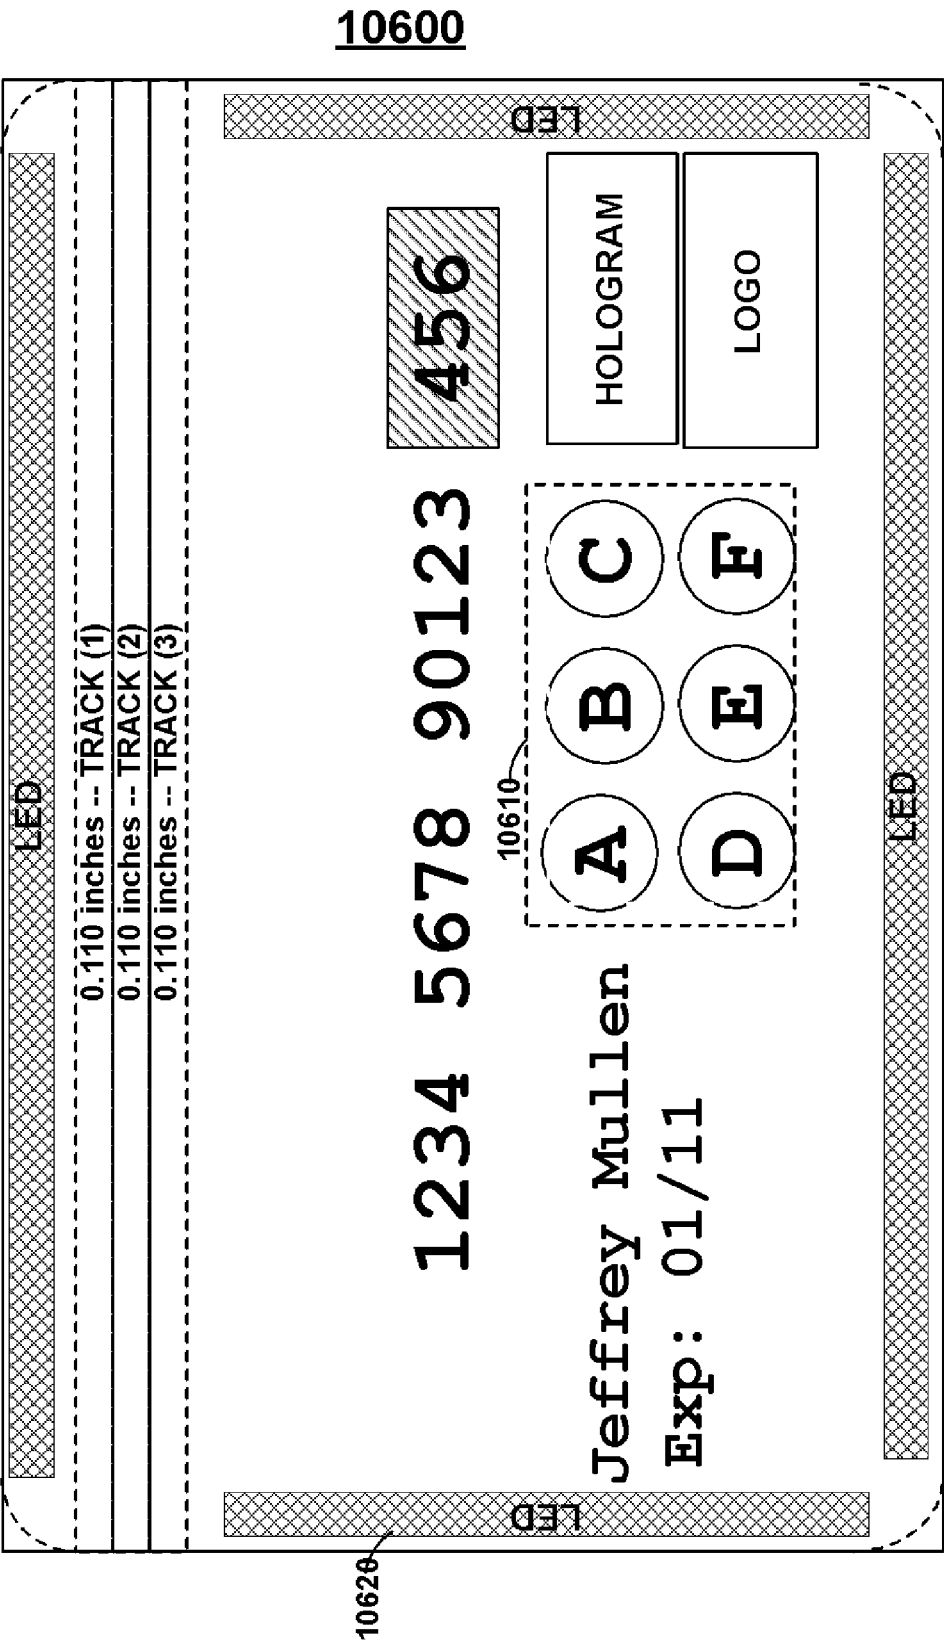 10600
LED
0.110 inches -- TRACK (1)
0.110 inches -- TRACK (2)
0.110 inches -- TRACK (3)
LED
LED
1234 5678 90123 456
10620
10610
A B C
HOLOGRAM
Jeffrey Mullen
Exp: 01/11
D E F
LOGO
LED